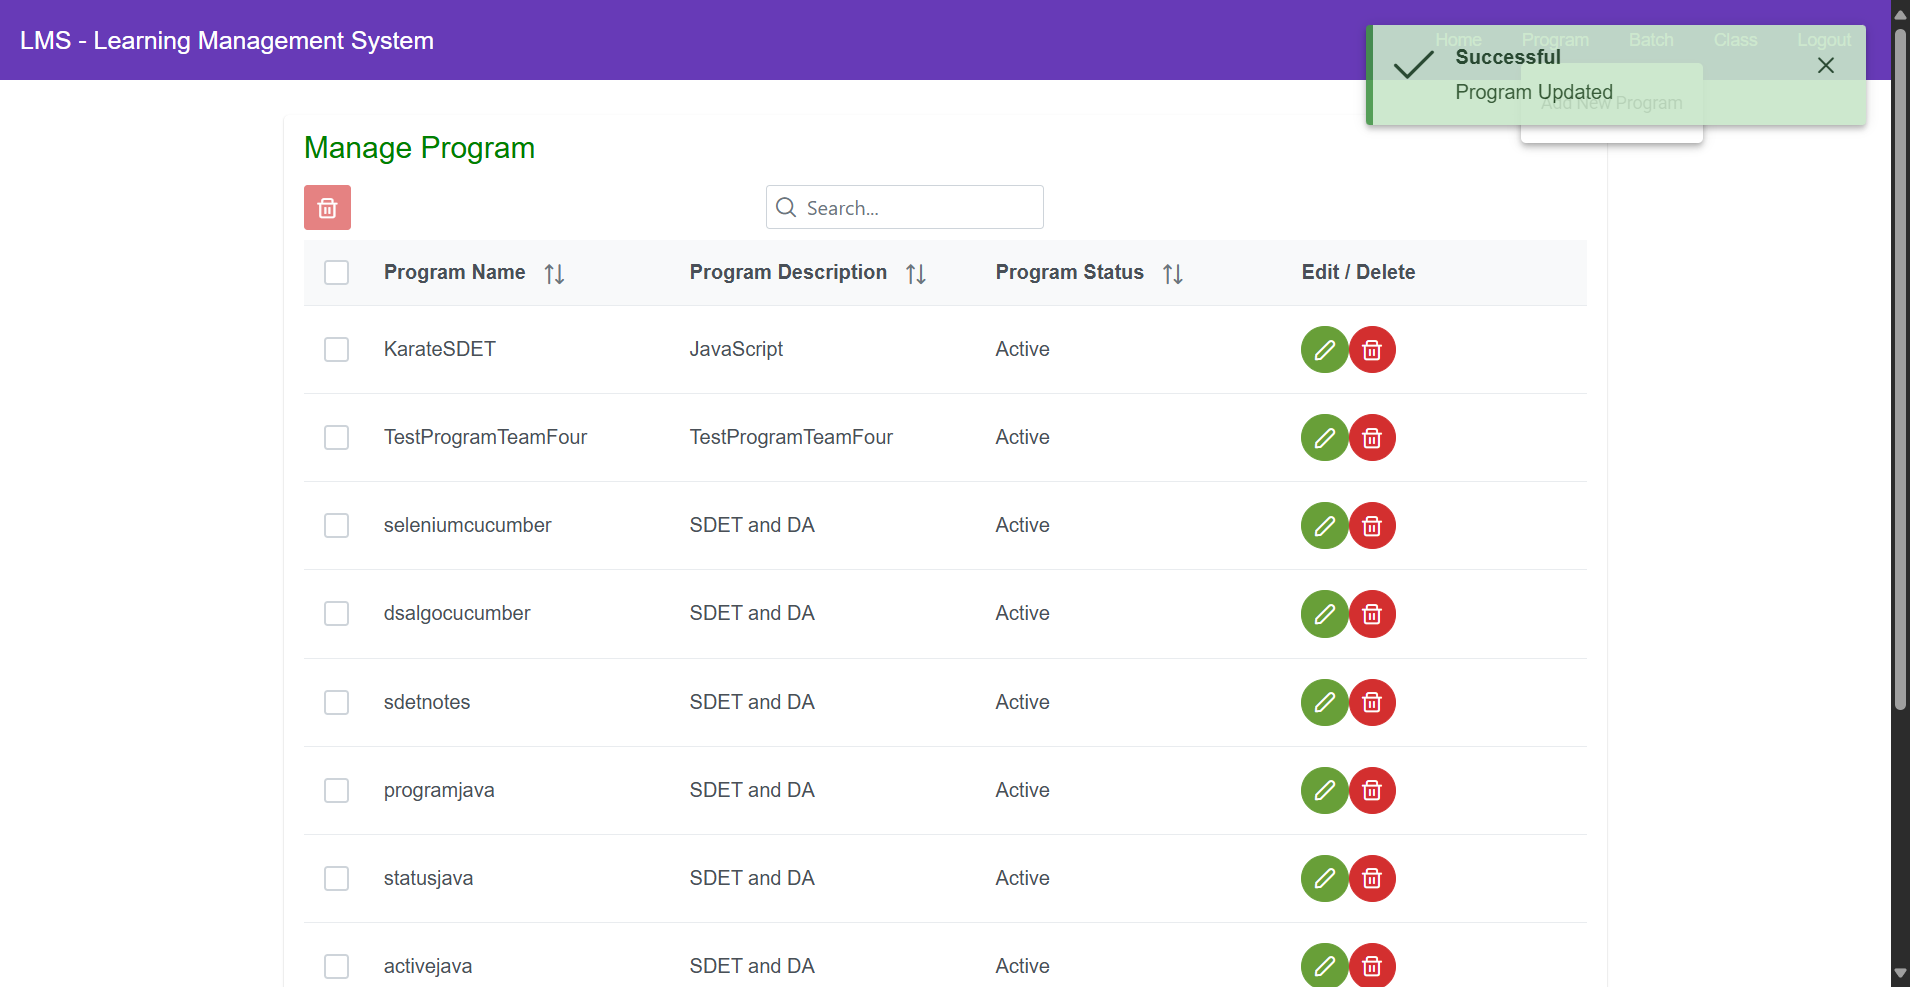 LMS - Learning Management System
Home Program Batch Class Logout
Successful
Program Updated
Add New Program
Manage Program
Search...
Program Name Program Description Program Status Edit / Delete
KarateSDET JavaScript Active
TestProgramTeamFour TestProgramTeamFour Active
seleniumcucumber SDET and DA Active
dsalgocucumber SDET and DA Active
sdetnotes SDET and DA Active
programjava SDET and DA Active
statusjava SDET and DA Active
activejava SDET and DA Active